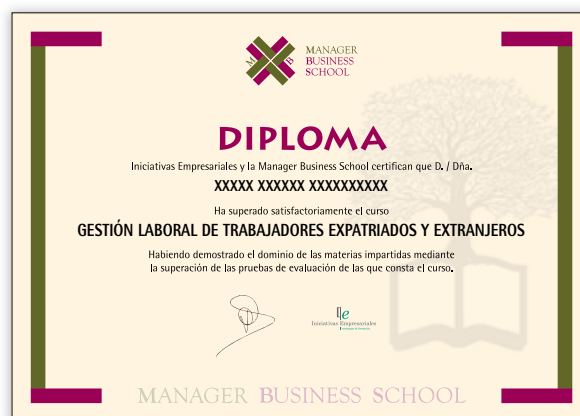 MANAGER
BUSINESS
SCHOOL
M B
DIPLOMA
Iniciativas Empresariales y la Manager Business School certifican que D. / Dña.
XXXXX XXXXXX XXXXXXXXXX
Ha superado satisfactoriamente el curso
GESTIÓN LABORAL DE TRABAJADORES EXPATRIADOS Y EXTRANJEROS
Habiendo demostrado el dominio de las materias impartidas mediante
la superación de las pruebas de evaluación de las que consta el curso.
Iniciativas Empresariales
MANAGER BUSINESS SCHOOL